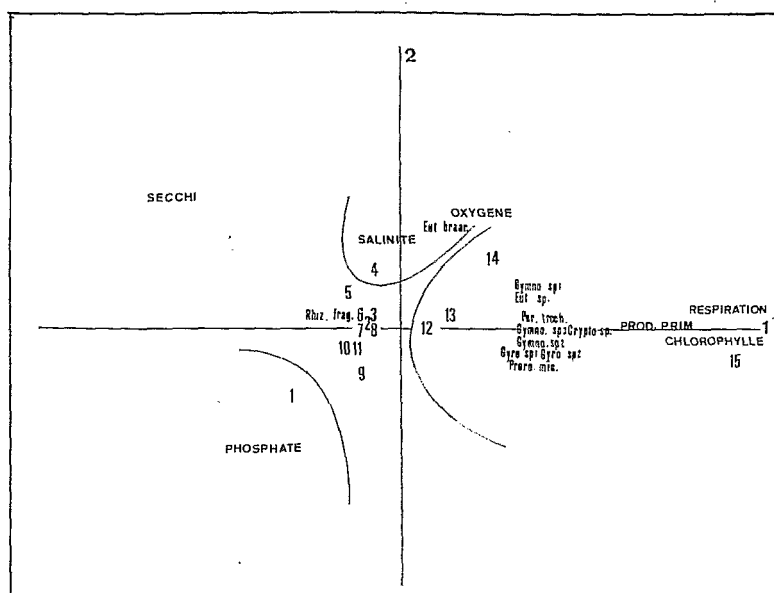 2
SECCHI
OXYGENE
Eut braar.
SALINITE
14
4
5
Gymno sp1
Eut sp.
RESPIRATION
Rhiz. frag. 6 3
13
Per. troch.
2
7 8
12
Gymno. sp3 Crypto-sp.
PROD. PRIM
1
10 11
Gymno. sp2
CHLOROPHYLLE
Gyro sp1 Gyro sp2
15
9
Proro. mic.
1
PHOSPHATE